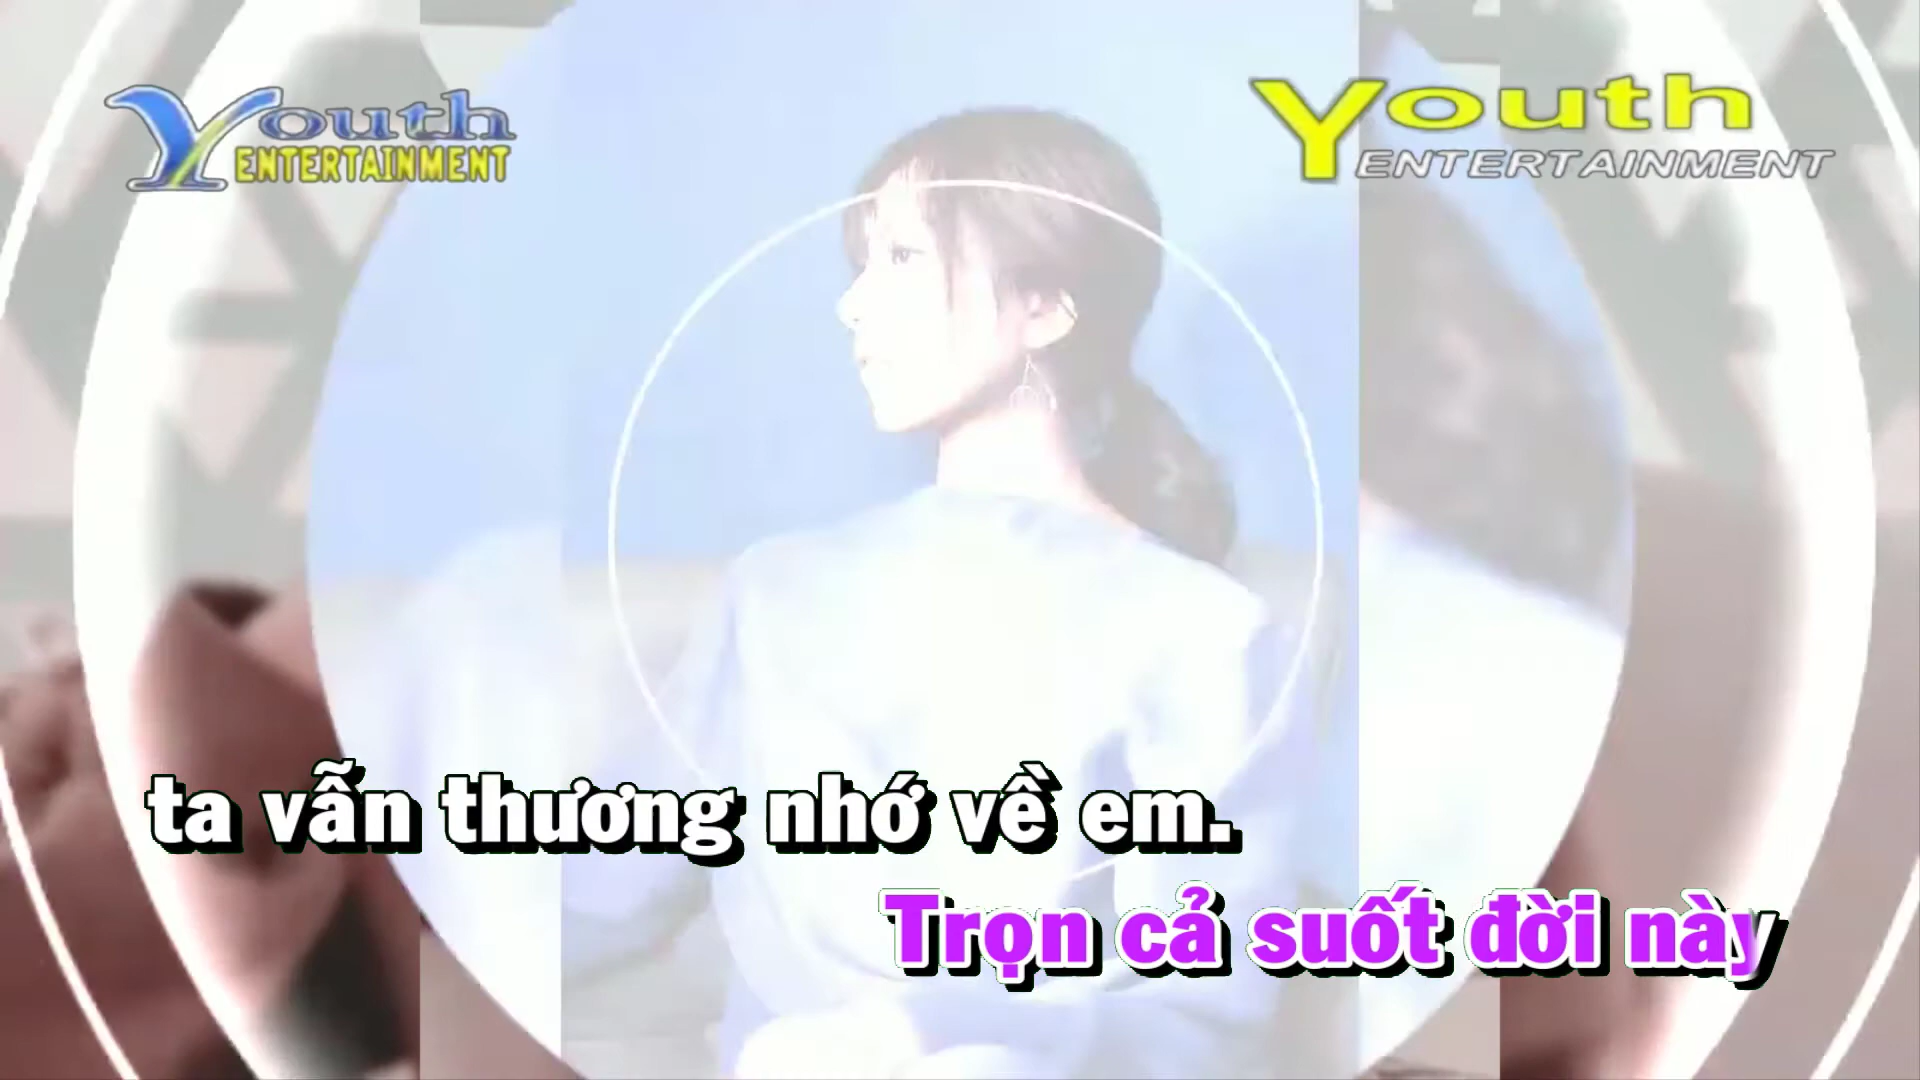 Youth
ENTERTAINMENT
Youth
ENTERTAINMENT
ta vẫn thương nhớ về em.
Trọn cả suốt đời này